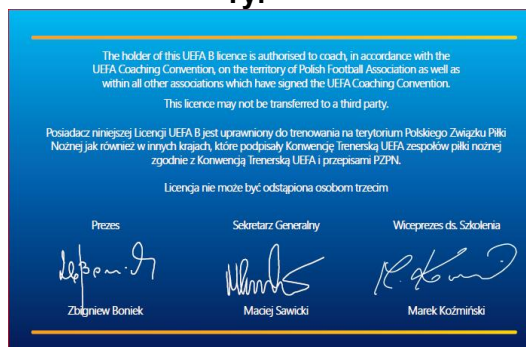 The holder of this UEFA B licence is authorised to coach, in accordance with the
UEFA Coaching Convention, on the territory of Polish Football Association as well as
within all other associations which have signed the UEFA Coaching Convention.
This licence may not be transferred to a third party.
Posiadacz niniejszej Licencji UEFA B jest uprawniony do trenowania na terytorium Polskiego Związku Piłki
Nożnej jak również w innych krajach, które podpisały Konwencję Trenerską UEFA zespołów piłki nożnej
zgodnie z Konwencją Trenerską UEFA i przepisami PZPN.
Licencja nie może być odstąpiona osobom trzecim
Prezes Sekretarz Generalny Wiceprezes ds. Szkolenia
Zbigniew Boniek Maciej Sawicki Marek Koźmiński